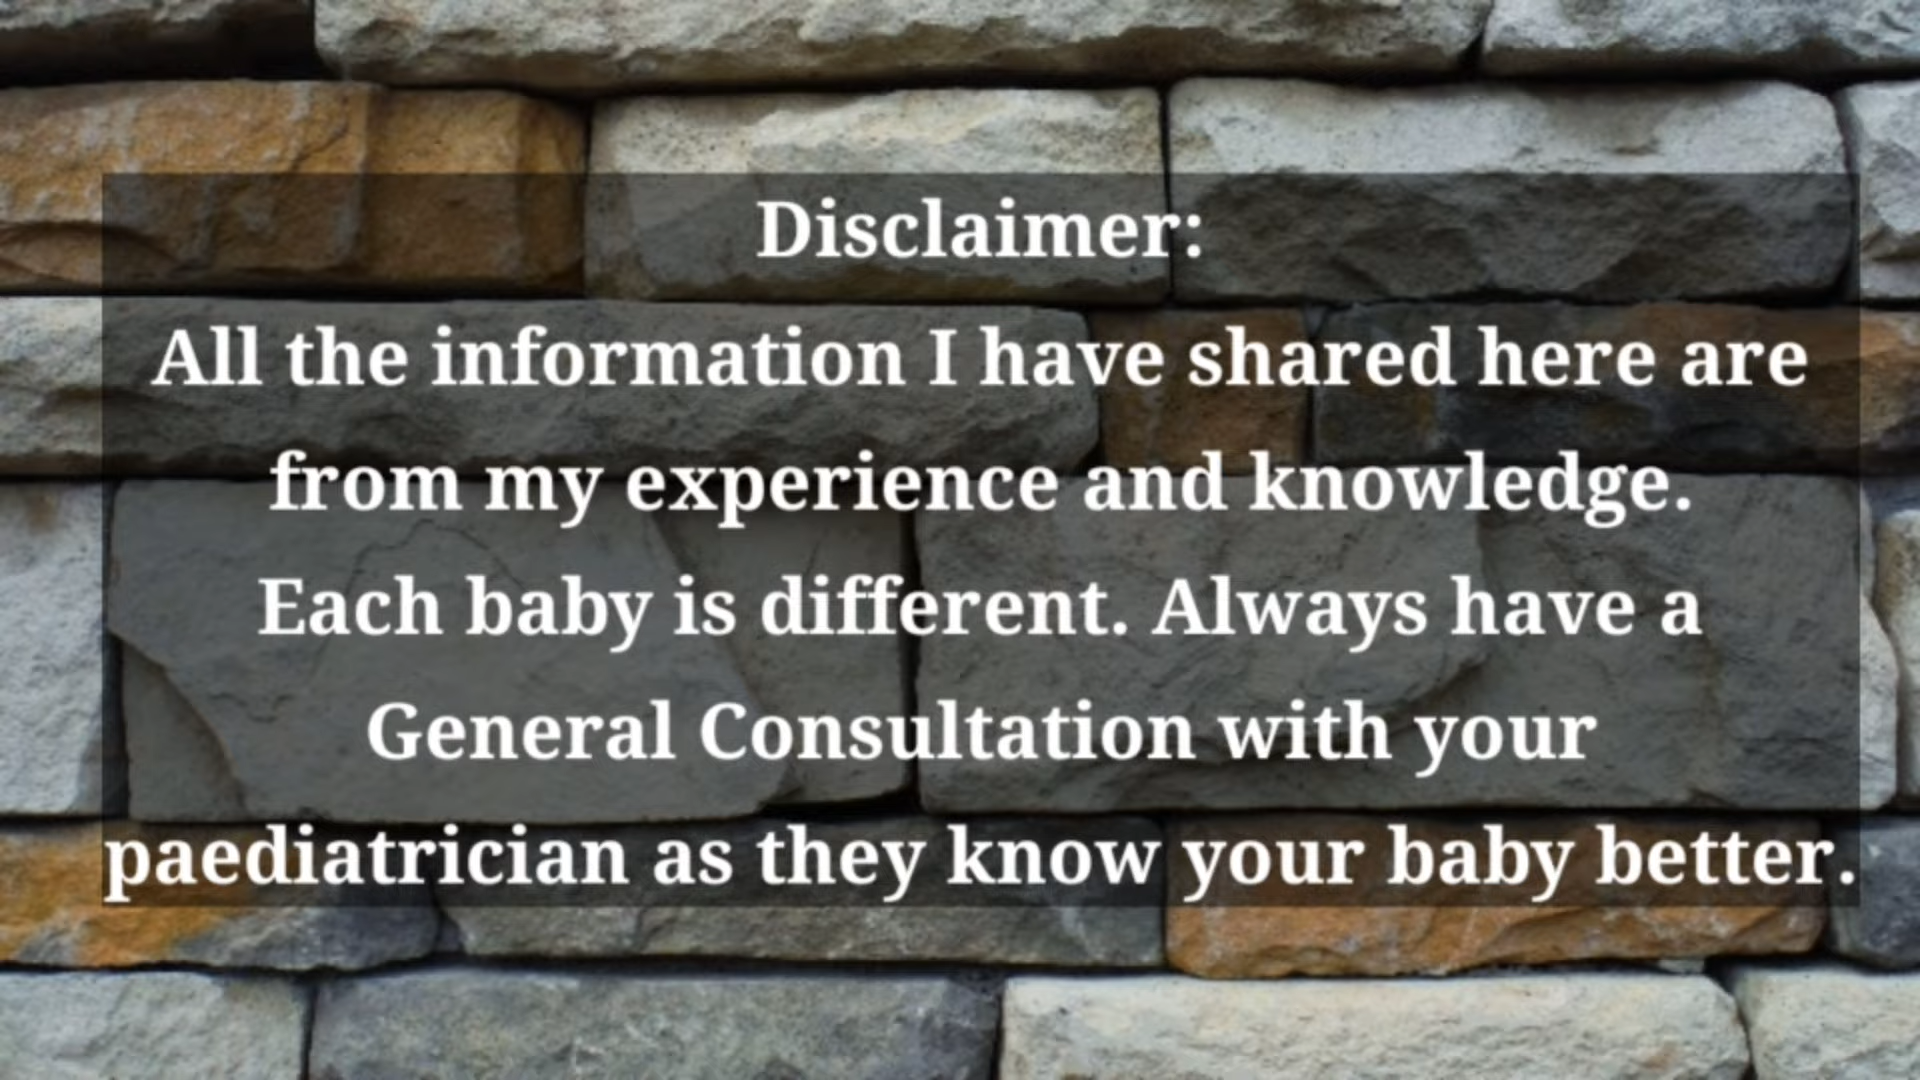 Disclaimer:
All the information I have shared here are
from my experience and knowledge.
Each baby is different. Always have a
General Consultation with your
paediatrician as they know your baby better.